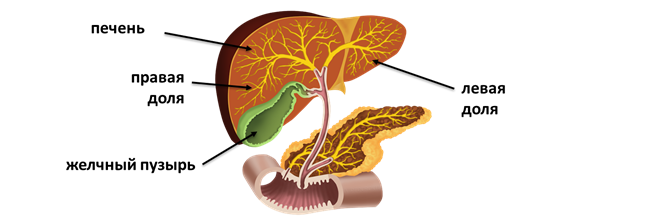 печень
правая
доля
желчный пузырь
левая
доля